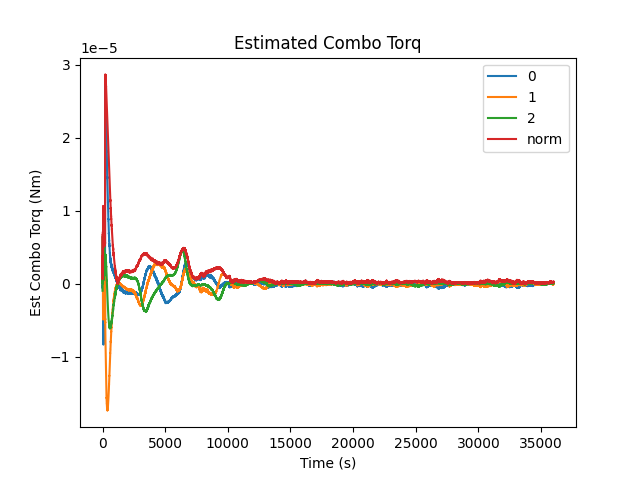 Estimated Combo Torq
1e−5
3
2
1
0
−1
Est Combo Torq (Nm)
0
1
2
norm
0 5000 10000 15000 20000 25000 30000 35000
Time (s)